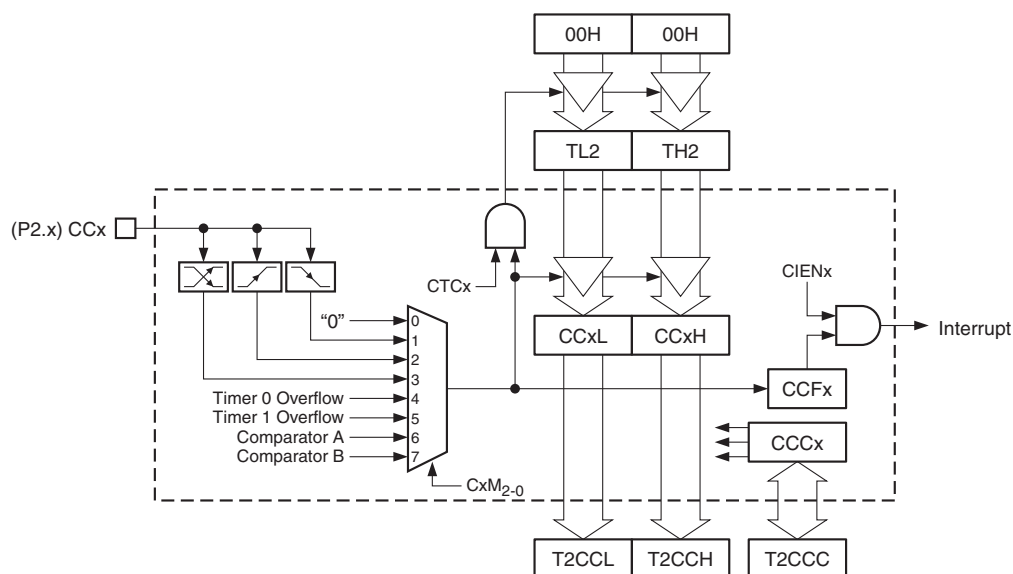 00H 00H
TL2 TH2
(P2.x) CCx
CTCx
CIENx
"0"
0
1
2
3
Timer 0 Overflow 4
Timer 1 Overflow 5
Comparator A 6
Comparator B 7
CxM2-0
CCxL CCxH
Interrupt
CCFx
CCCx
T2CCL T2CCH T2CCC